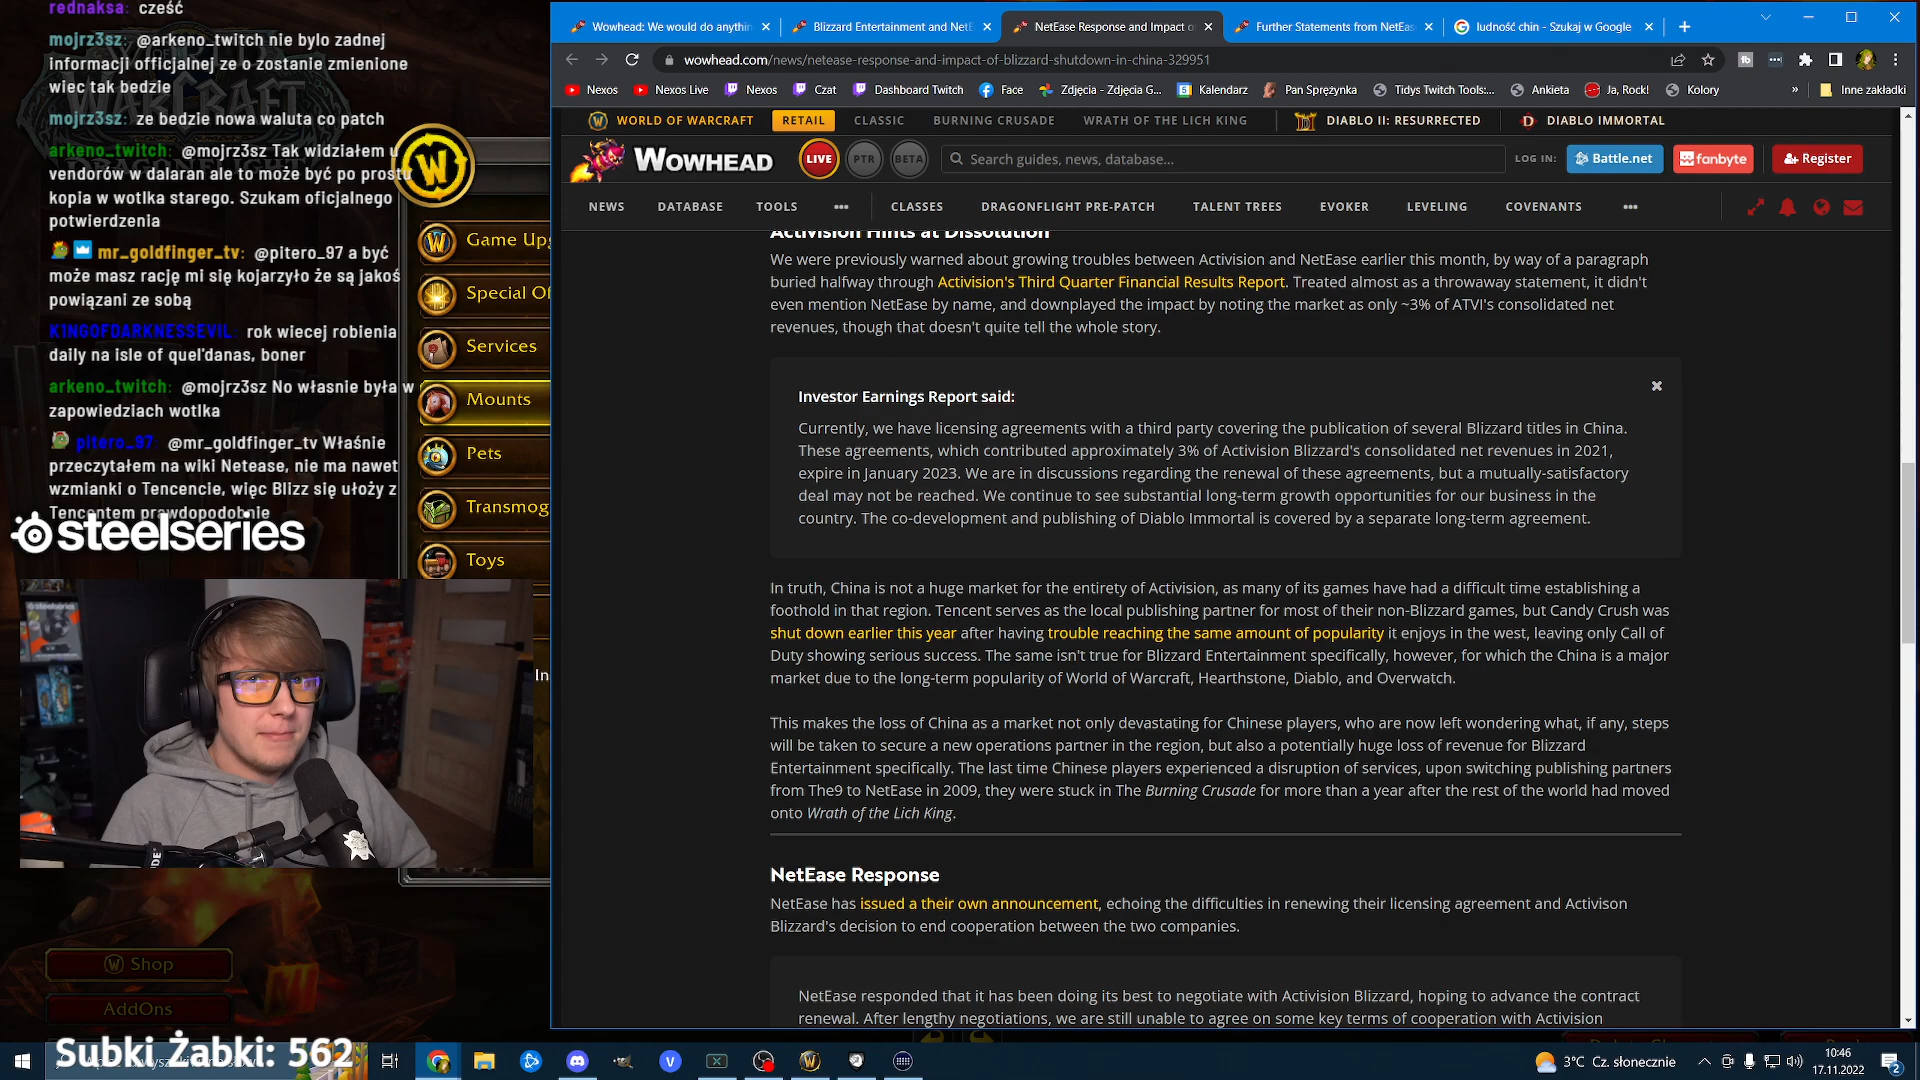 rednaksa: cześć
mojrz3sz: @arkeno_twitch nie bylo zadnej
informacji officjalnej ze o zostanie zmienione
wiec tak bedzie
mojrz3sz: ze bedzie nowa waluta co patch
arkeno_twitch: @mojrz3sz Tak widziałem u
vendorów w dalaran ale to może być po prostu
kopia w wotlka starego. Szukam oficjalnego
potwierdzenia
mr_goldfinger_tv: @pitero_97 a być
może masz rację mi się kojarzyło że są jakoś
powiązani ze sobą
K1NGOFDARKNESSEVIL: rok wiecej robienia
daily na isle of quel'danas, boner
arkeno_twitch: @mojrz3sz No własnie była w
zapowiedziach wotlka
pitero_97: @mr_goldfinger_tv Właśnie
przeczytałem na wiki Netease, nie ma nawet
wzmianki o Tencencie, więc Blizz się ułoży z
Tencentem prawdopodobnie
steelseries
Game Upg
Special Of
Services
Mounts
Pets
Transmog
Toys
In
Shop
AddOns
Subki Żabki: 562
Wowhead: We would do anythin
Blizzard Entertainment and NetE
NetEase Response and Impact o
Further Statements from NetEas
ludność chin - Szukaj w Google
wowhead.com/news/netease-response-and-impact-of-blizzard-shutdown-in-china-329951
Nexos
Nexos Live
Nexos
Czat
Dashboard Twitch
Face
Zdjęcia - Zdjęcia G...
Kalendarz
Pan Sprężynka
Tidys Twitch Tools:...
Ankieta
Ja, Rock!
Kolory
»
Inne zakładki
WORLD OF WARCRAFT
RETAIL
CLASSIC
BURNING CRUSADE
WRATH OF THE LICH KING
DIABLO II: RESURRECTED
DIABLO IMMORTAL
WOWHEAD
LIVE
PTR
BETA
Search guides, news, database...
LOG IN:
Battle.net
fanbyte
Register
NEWS
DATABASE
TOOLS
CLASSES
DRAGONFLIGHT PRE-PATCH
TALENT TREES
EVOKER
LEVELING
COVENANTS
Activision Hints at Dissolution
We were previously warned about growing troubles between Activision and NetEase earlier this month, by way of a paragraph
buried halfway through Activision's Third Quarter Financial Results Report. Treated almost as a throwaway statement, it didn't
even mention NetEase by name, and downplayed the impact by noting the market as only ~3% of ATVI's consolidated net
revenues, though that doesn't quite tell the whole story.
Investor Earnings Report said:
Currently, we have licensing agreements with a third party covering the publication of several Blizzard titles in China.
These agreements, which contributed approximately 3% of Activision Blizzard's consolidated net revenues in 2021,
expire in January 2023. We are in discussions regarding the renewal of these agreements, but a mutually-satisfactory
deal may not be reached. We continue to see substantial long-term growth opportunities for our business in the
country. The co-development and publishing of Diablo Immortal is covered by a separate long-term agreement.
In truth, China is not a huge market for the entirety of Activision, as many of its games have had a difficult time establishing a
foothold in that region. Tencent serves as the local publishing partner for most of their non-Blizzard games, but Candy Crush was
shut down earlier this year after having trouble reaching the same amount of popularity it enjoys in the west, leaving only Call of
Duty showing serious success. The same isn't true for Blizzard Entertainment specifically, however, for which the China is a major
market due to the long-term popularity of World of Warcraft, Hearthstone, Diablo, and Overwatch.
This makes the loss of China as a market not only devastating for Chinese players, who are now left wondering what, if any, steps
will be taken to secure a new operations partner in the region, but also a potentially huge loss of revenue for Blizzard
Entertainment specifically. The last time Chinese players experienced a disruption of services, upon switching publishing partners
from The9 to NetEase in 2009, they were stuck in The Burning Crusade for more than a year after the rest of the world had moved
onto Wrath of the Lich King.
NetEase Response
NetEase has issued a their own announcement, echoing the difficulties in renewing their licensing agreement and Activison
Blizzard's decision to end cooperation between the two companies.
NetEase responded that it has been doing its best to negotiate with Activision Blizzard, hoping to advance the contract
renewal. After lengthy negotiations, we are still unable to agree on some key terms of cooperation with Activision
3°C Cz. słonecznie
10:46
17.11.2022
2